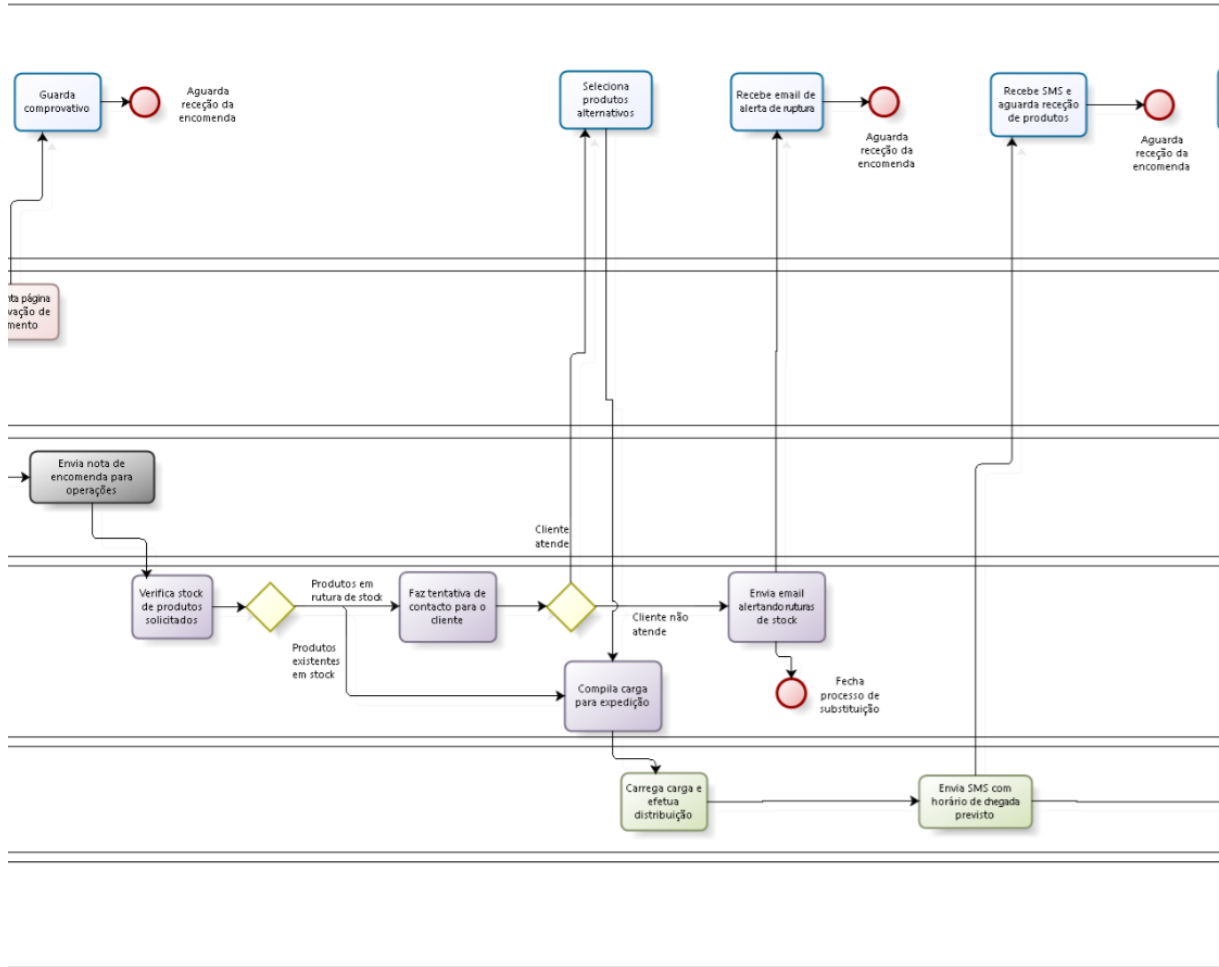 Guarda
comprovativo
Aguarda
receção da
encomenda
Seleciona
produtos
alternativos
Recebe email de
alerta de ruptura
Aguarda
receção da
encomenda
Recebe SMS e
aguarda receção
de produtos
Aguarda
receção da
encomenda
nta página
vação de
mento
Envia nota de
encomenda para
operações
Cliente
atende
Verifica stock
de produtos
solicitados
Produtos em
rutura de stock
Produtos
existentes
em stock
Faz tentativa de
contacto para o
cliente
Cliente não
atende
Envia email
alertando ruturas
de stock
Compila carga
para expedição
Fecha
processo de
substituição
Carrega carga e
efetua
distribuição
Envia SMS com
horário de chegada
previsto